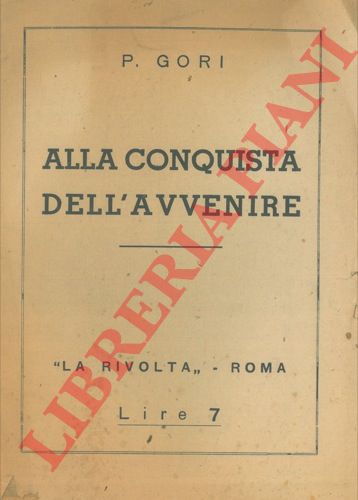 P. GORI
ALLA CONQUISTA
DELL'AVVENIRE
"LA RIVOLTA„ - ROMA
Lire 7
LIBRERIA PIANI